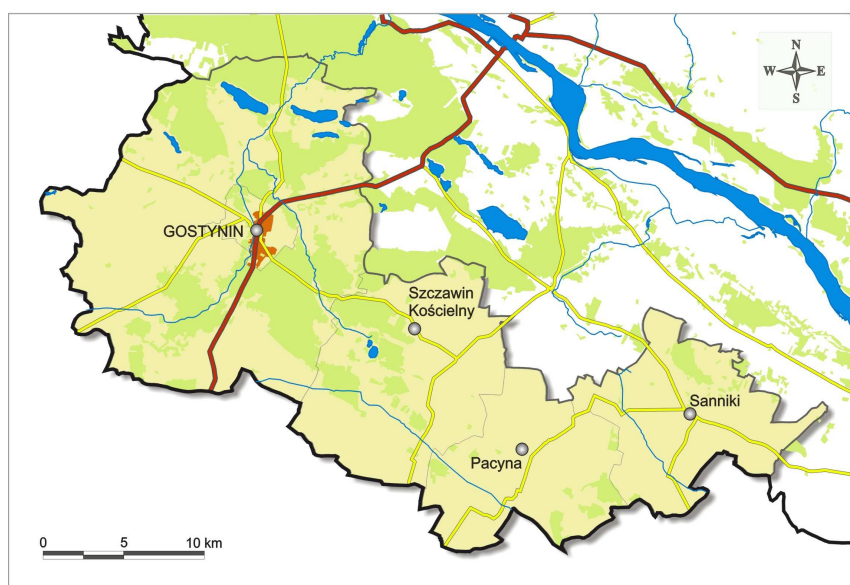 N
W E
S
GOSTYNIN
Szczawin
Kościelny
Sanniki
Pacyna
0 5 10 km